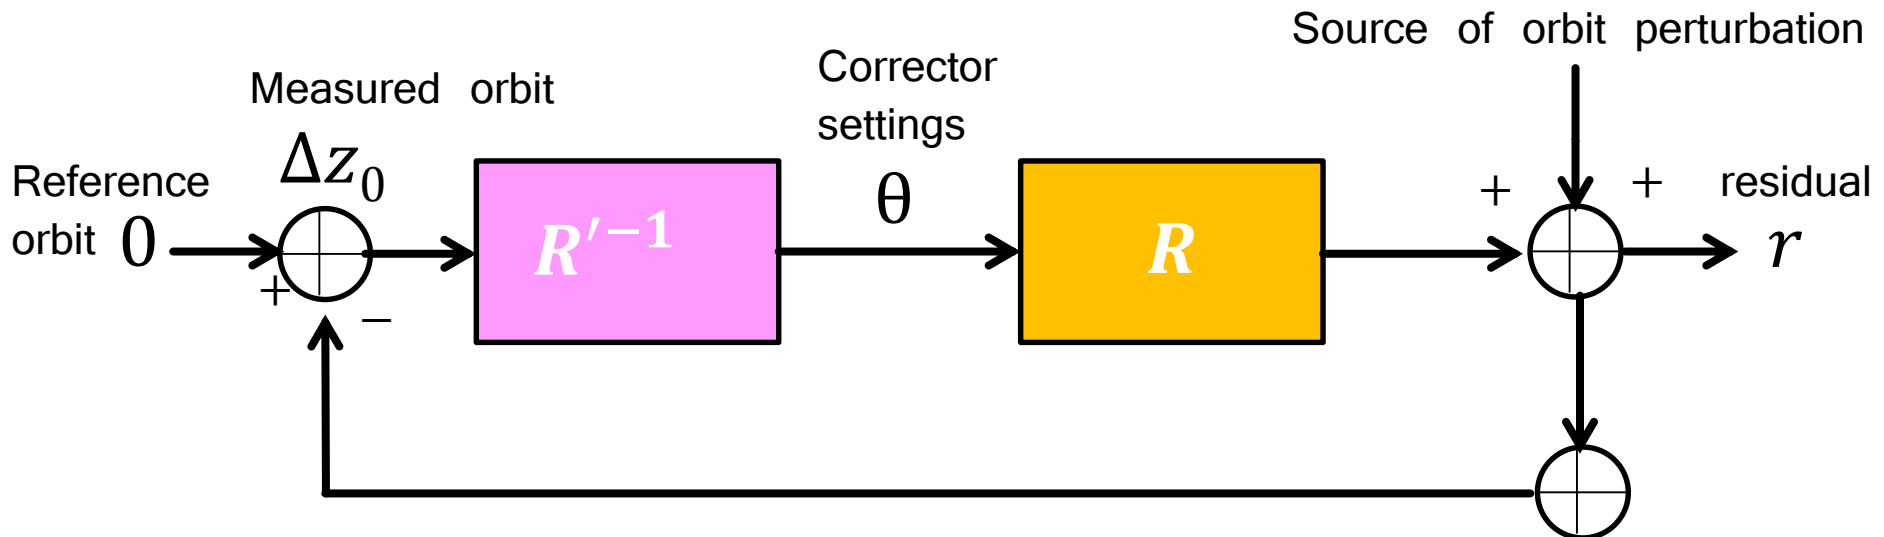 Source of orbit perturbation
Measured orbit
Corrector
settings
Reference
orbit 0
Δz₀
R′⁻¹
θ
R
+
+
residual
r
+
−